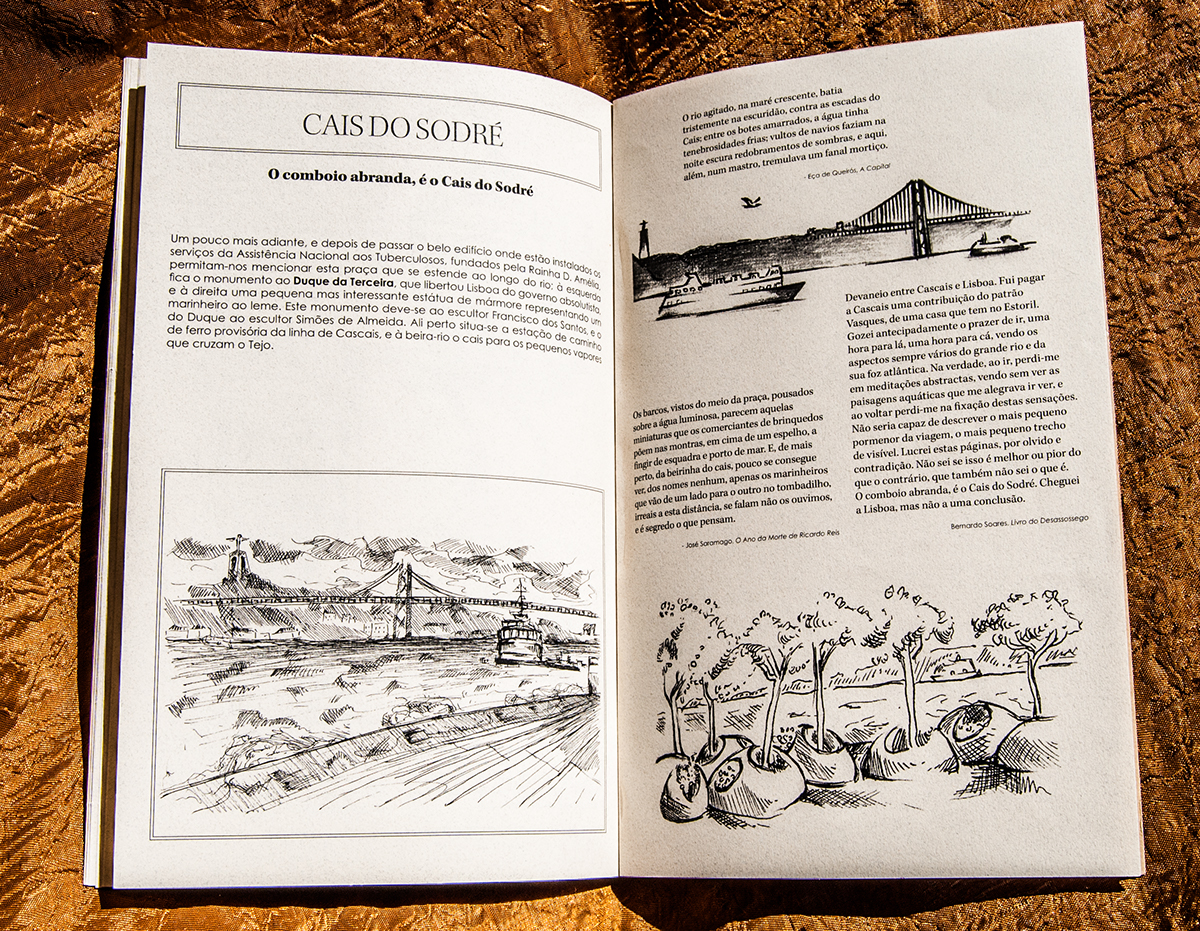 CAIS DO SODRÉ
O comboio abranda, é o Cais do Sodré
Um pouco mais adiante, e depois de passar o belo edifício onde estão instalados os
serviços da Assistência Nacional aos Tuberculosos, fundados pela Rainha D. Amélia,
permitam-nos mencionar esta praça que se estende ao longo do rio; à esquerda
fica o monumento ao Duque da Terceira, que libertou Lisboa do governo absolutista,
e à direita uma pequena mas interessante estátua de mármore representando um
marinheiro ao leme. Este monumento deve-se ao escultor Francisco dos Santos, e o
do Duque ao escultor Simões de Almeida. Ali perto situa-se a estação de caminho
de ferro provisória da linha de Cascais, e à beira-rio o cais para os pequenos vapores
que cruzam o Tejo.
O rio agitado, na maré crescente, batia
tristemente na escuridão, contra as escadas do
Cais; entre os botes amarrados, a água tinha
tenebrosidades frias; vultos de navios faziam na
noite escura redobramentos de sombras, e aqui,
além, num mastro, tremulava um fanal mortiço.
- Eça de Queirós, A Capital
Os barcos, vistos do meio da praça, pousados
sobre a água luminosa, parecem aquelas
miniaturas que os comerciantes de brinquedos
põem nas montras, em cima de um espelho, a
fingir de esquadra e porto de mar. E, de mais
perto, da beirinha do cais, pouco se consegue
ver, dos nomes nenhum, apenas os marinheiros
que vão de um lado para o outro no tombadilho,
irreais a esta distância, se falam não os ouvimos,
e é segredo o que pensam.
- José Saramago, O Ano da Morte de Ricardo Reis
Devaneio entre Cascais e Lisboa. Fui pagar
a Cascais uma contribuição do patrão
Vasques, de uma casa que tem no Estoril.
Gozei antecipadamente o prazer de ir, uma
hora para lá, uma hora para cá, vendo os
aspectos sempre vários do grande rio e da
sua foz atlântica. Na verdade, ao ir, perdi-me
em meditações abstractas, vendo sem ver as
paisagens aquáticas que me alegrava ir ver, e
ao voltar perdi-me na fixação destas sensações.
Não seria capaz de descrever o mais pequeno
pormenor da viagem, o mais pequeno trecho
de visível. Lucrei estas páginas, por olvido e
contradição. Não sei se isso é melhor ou pior do
que o contrário, que também não sei o que é.
O comboio abranda, é o Cais do Sodré. Cheguei
a Lisboa, mas não a uma conclusão.
Bernardo Soares, Livro do Desassossego